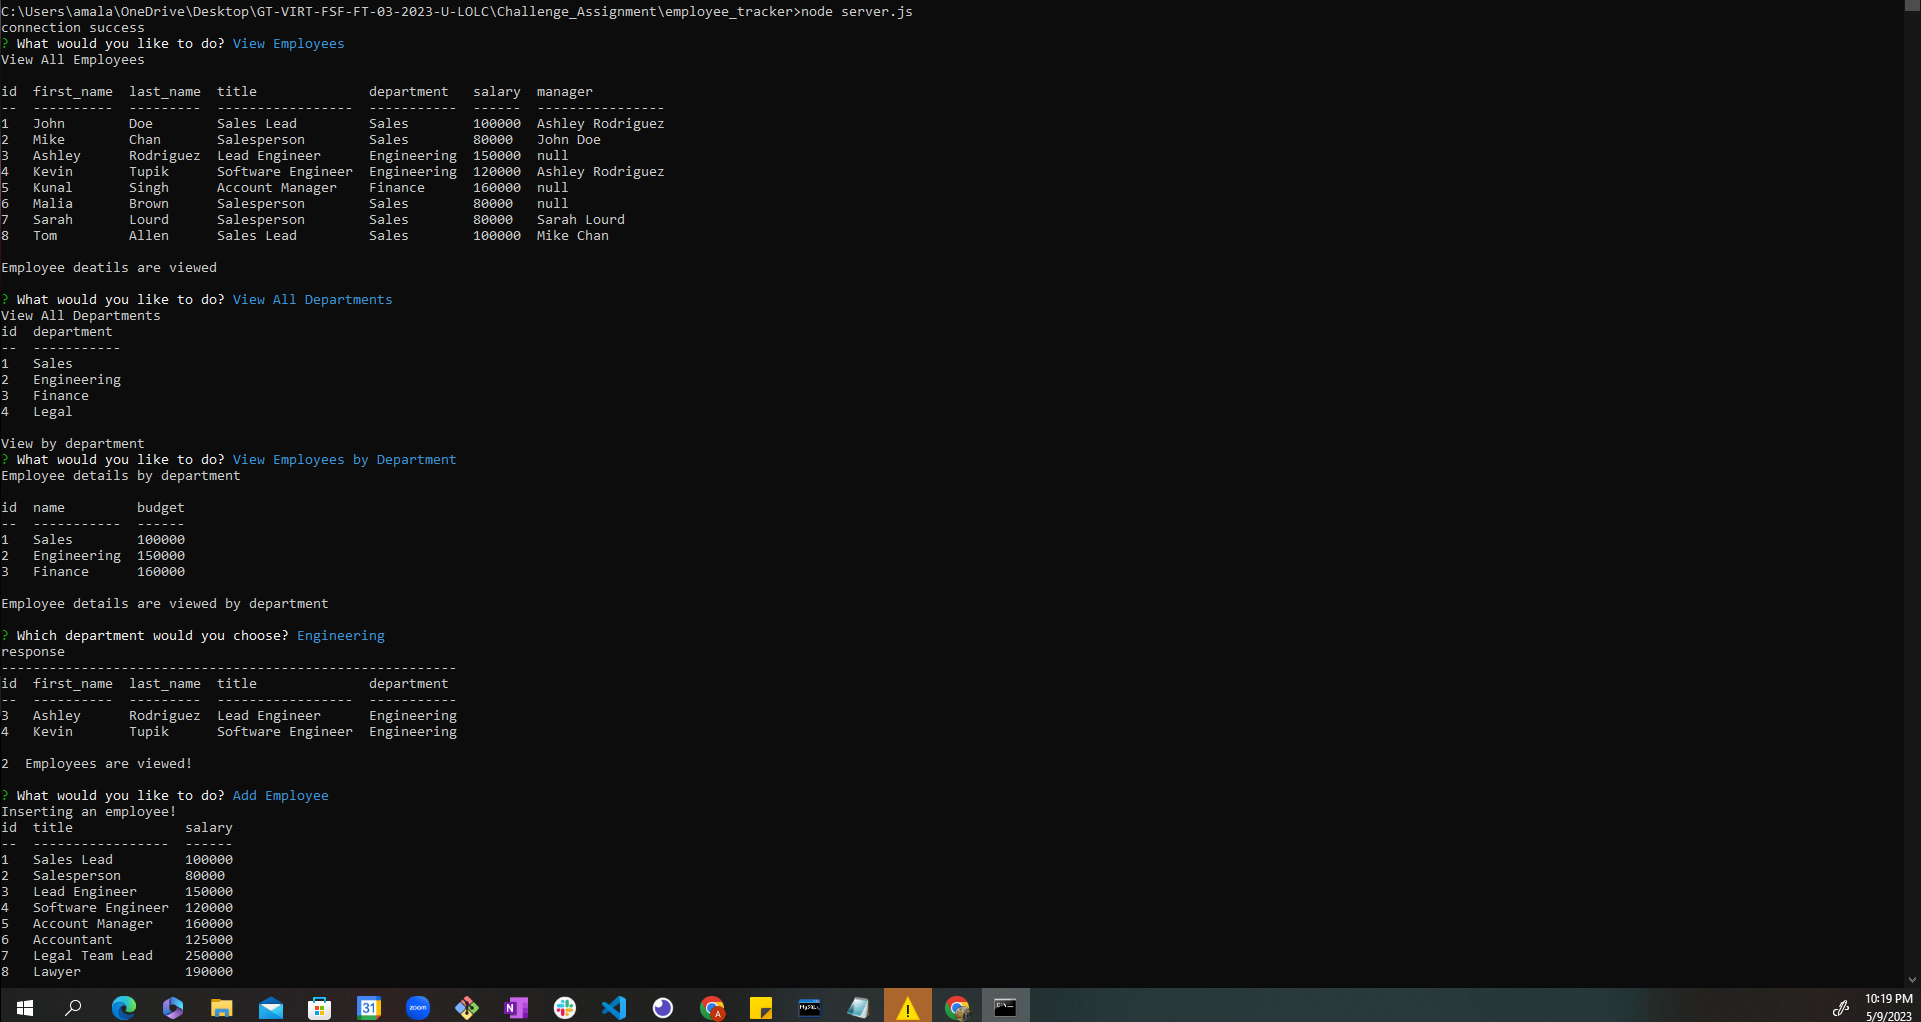 C:\Users\amala\OneDrive\Desktop\GT-VIRT-FSF-FT-03-2023-U-LOLC\Challenge_Assignment\employee_tracker>node server.js
connection success
? What would you like to do? View Employees
View All Employees
id  first_name  last_name  title              department   salary  manager
--  ----------  ---------  -----------------  -----------  ------  ----------------
1   John        Doe        Sales Lead         Sales        100000  Ashley Rodriguez
2   Mike        Chan       Salesperson        Sales        80000   John Doe
3   Ashley      Rodriguez  Lead Engineer      Engineering  150000  null
4   Kevin       Tupik      Software Engineer  Engineering  120000  Ashley Rodriguez
5   Kunal       Singh      Account Manager    Finance      160000  null
6   Malia       Brown      Salesperson        Sales        80000   null
7   Sarah       Lourd      Salesperson        Sales        80000   Sarah Lourd
8   Tom         Allen      Sales Lead         Sales        100000  Mike Chan
Employee deatils are viewed
? What would you like to do? View All Departments
View All Departments
id  department
--  -----------
1   Sales
2   Engineering
3   Finance
4   Legal
View by department
? What would you like to do? View Employees by Department
Employee details by department
id  name         budget
--  -----------  ------
1   Sales        100000
2   Engineering  150000
3   Finance      160000
Employee details are viewed by department
? Which department would you choose? Engineering
response
---------------------------------------------------------
id  first_name  last_name  title              department
--  ----------  ---------  -----------------  -----------
3   Ashley      Rodriguez  Lead Engineer      Engineering
4   Kevin       Tupik      Software Engineer  Engineering
2  Employees are viewed!
? What would you like to do? Add Employee
Inserting an employee!
id  title              salary
--  -----------------  ------
1   Sales Lead         100000
2   Salesperson        80000
3   Lead Engineer      150000
4   Software Engineer  120000
5   Account Manager    160000
6   Accountant         125000
7   Legal Team Lead    250000
8   Lawyer             190000
31
zoom
N
MySQL
A
10:19 PM
5/9/2023